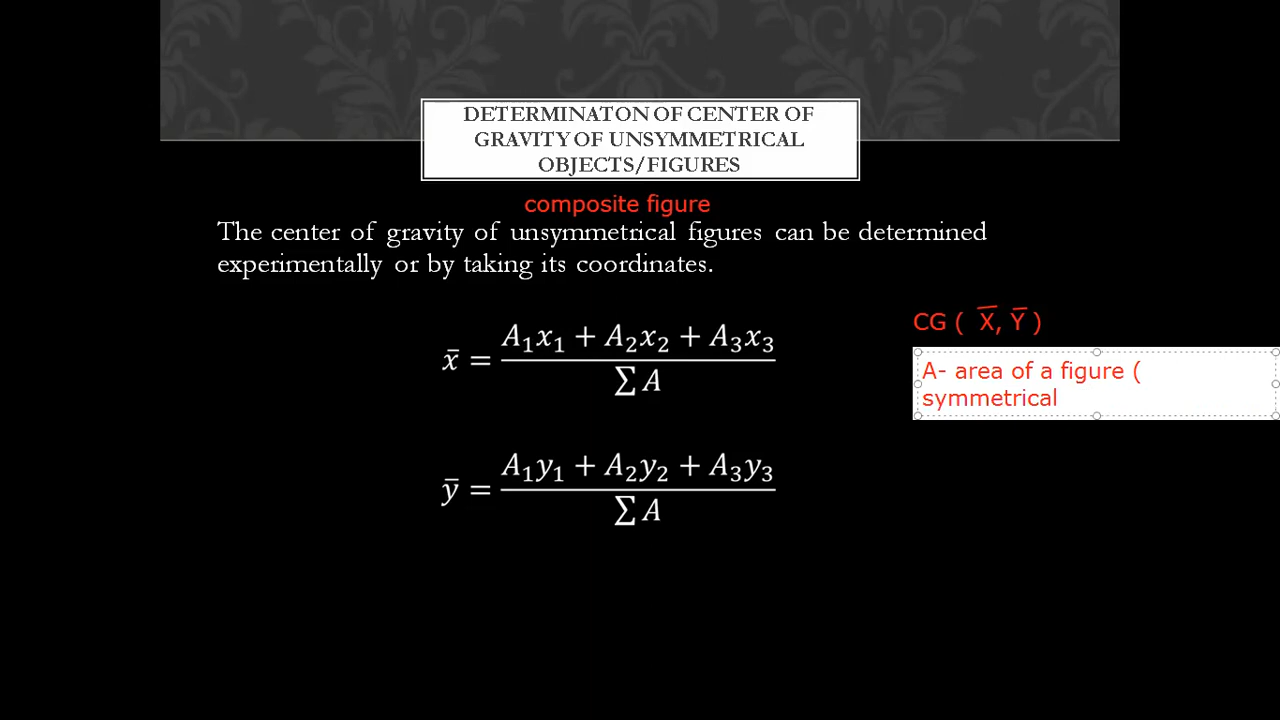 DETERMINATON OF CENTER OF
GRAVITY OF UNSYMMETRICAL
OBJECTS/FIGURES
composite figure
The center of gravity of unsymmetrical figures can be determined
experimentally or by taking its coordinates.
x̄ = (A₁x₁ + A₂x₂ + A₃x₃) / ∑ A
ȳ = (A₁y₁ + A₂y₂ + A₃y₃) / ∑ A
CG ( X̅, Y̅ )
A- area of a figure (
symmetrical